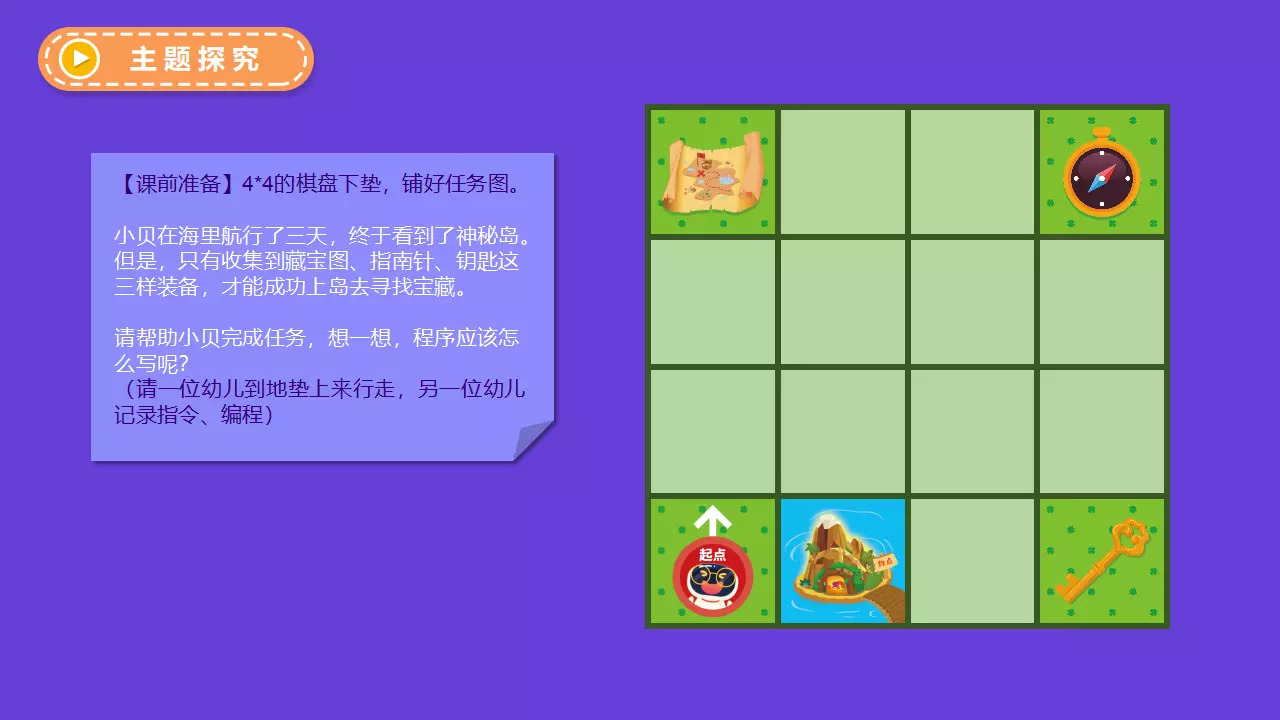 主题探究
【课前准备】4*4的棋盘下垫，铺好任务图。
小贝在海里航行了三天，终于看到了神秘岛。
但是，只有收集到藏宝图、指南针、钥匙这
三样装备，才能成功上岛去寻找宝藏。
请帮助小贝完成任务，想一想，程序应该怎
么写呢？
（请一位幼儿到地垫上来行走，另一位幼儿
记录指令、编程）
起点
终点